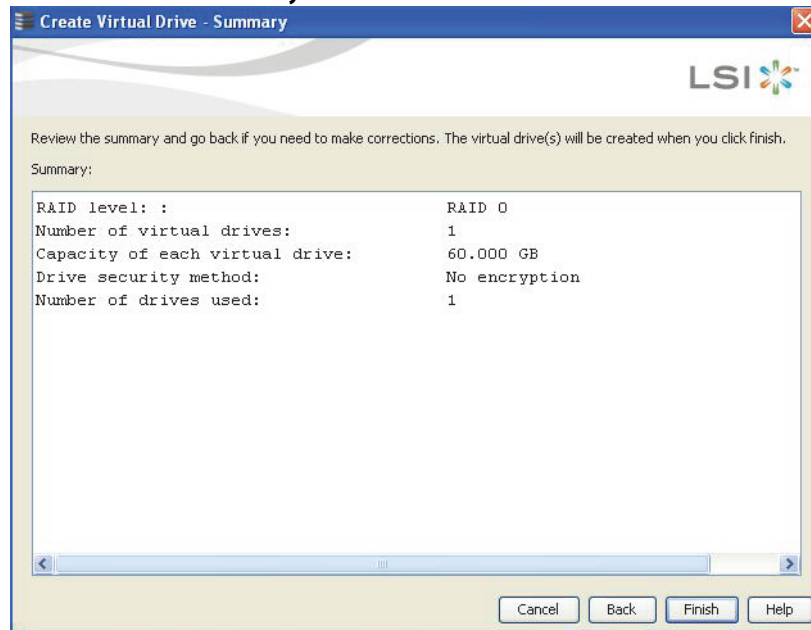 Create Virtual Drive - Summary
LSI
Review the summary and go back if you need to make corrections. The virtual drive(s) will be created when you click finish.
Summary:
RAID level: : RAID 0
Number of virtual drives: 1
Capacity of each virtual drive: 60.000 GB
Drive security method: No encryption
Number of drives used: 1
Cancel Back Finish Help